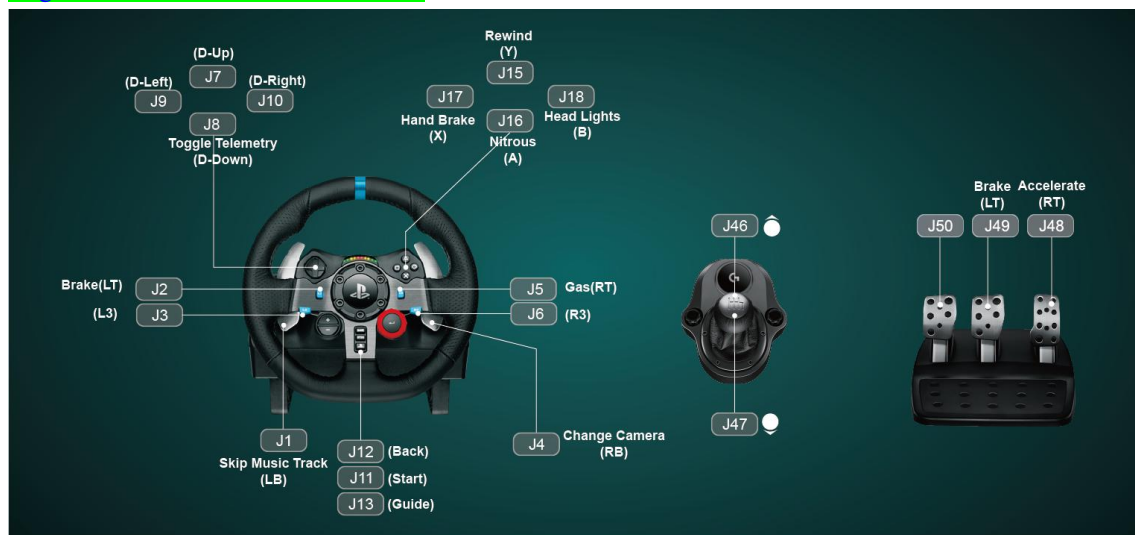 (D-Up)
J7
(D-Left)
J9
(D-Right)
J10
J8
Toggle Telemetry
(D-Down)
Rewind
(Y)
J15
J17
Hand Brake
(X)
J18
Head Lights
(B)
J16
Nitrous
(A)
Brake(LT)
J2
(L3)
J3
J5
Gas(RT)
J6
(R3)
J1
Skip Music Track
(LB)
J12
(Back)
J11
(Start)
J13
(Guide)
J4
Change Camera
(RB)
J46
J47
J50
Brake
(LT)
J49
Accelerate
(RT)
J48